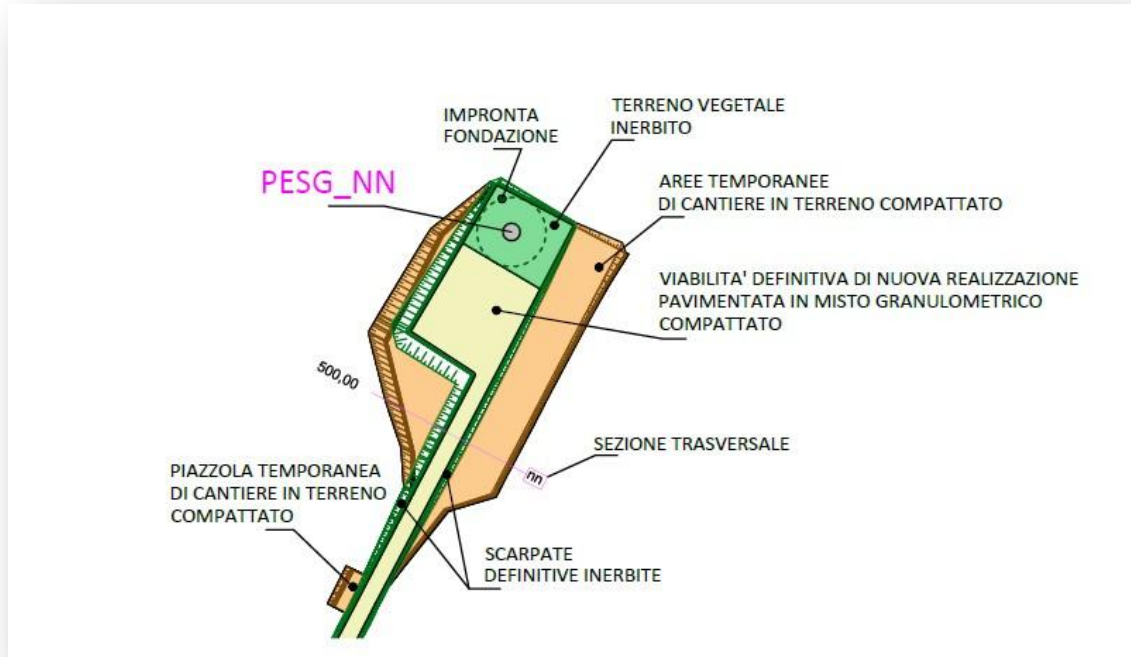 IMPRONTA
FONDAZIONE
TERRENO VEGETALE
INERBITO
PESG_NN
AREE TEMPORANEE
DI CANTIERE IN TERRENO COMPATTATO
VIABILITA' DEFINITIVA DI NUOVA REALIZZAZIONE
PAVIMENTATA IN MISTO GRANULOMETRICO
COMPATTATO
500,00
SEZIONE TRASVERSALE
nn
PIAZZOLA TEMPORANEA
DI CANTIERE IN TERRENO
COMPATTATO
SCARPATE
DEFINITIVE INERBITE